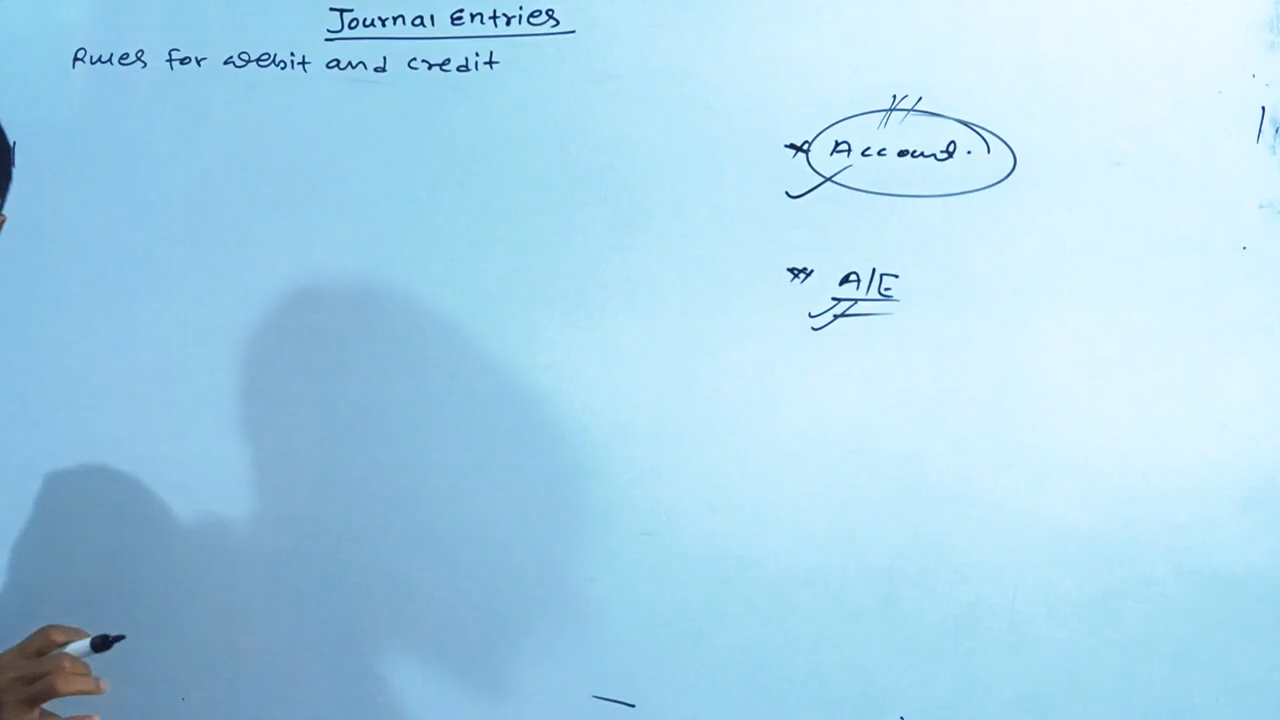 Journal Entries
Rules for Debit and credit
* Account.
** A/E